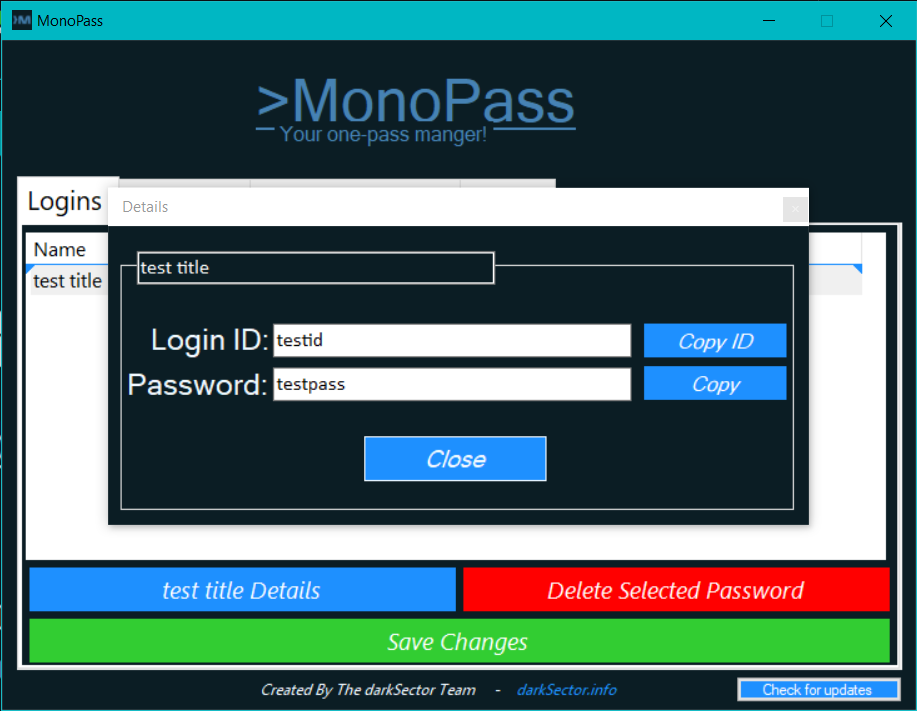 MonoPass
>MonoPass
Your one-pass manger!
Logins
Details
Name
test title
test title
Login ID: testid Copy ID
Password: testpass Copy
Close
test title Details Delete Selected Password
Save Changes
Created By The darkSector Team - darkSector.info Check for updates